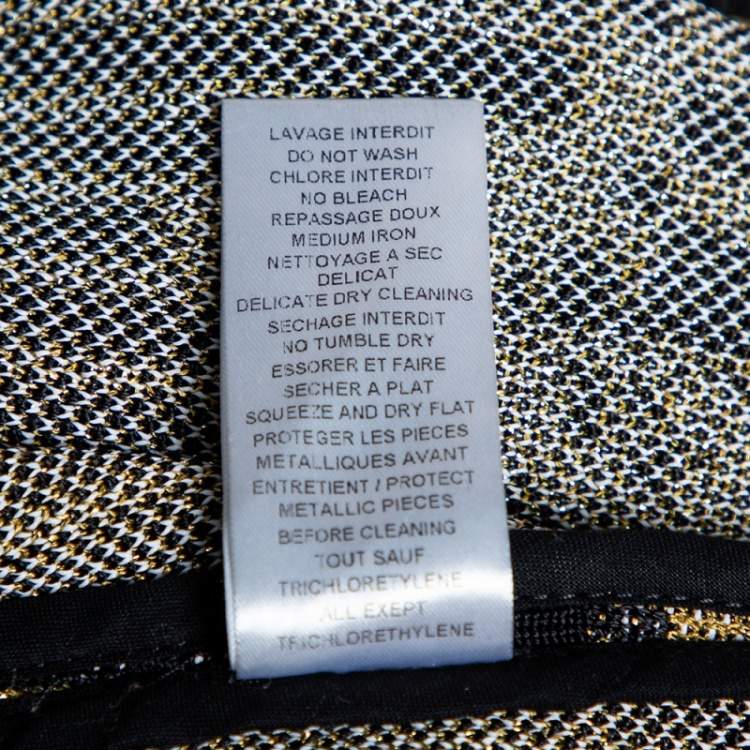 LAVAGE INTERDIT
DO NOT WASH
CHLORE INTERDIT
NO BLEACH
REPASSAGE DOUX
MEDIUM IRON
NETTOYAGE A SEC
DELICAT
DELICATE DRY CLEANING
SECHAGE INTERDIT
NO TUMBLE DRY
ESSORER ET FAIRE
SECHER A PLAT
SQUEEZE AND DRY FLAT
PROTEGER LES PIECES
METALLIQUES AVANT
ENTRETIENT / PROTECT
METALLIC PIECES
BEFORE CLEANING
TOUT SAUF
TRICHLORETYLENE
ALL EXEPT
TRICHLORETHYLENE